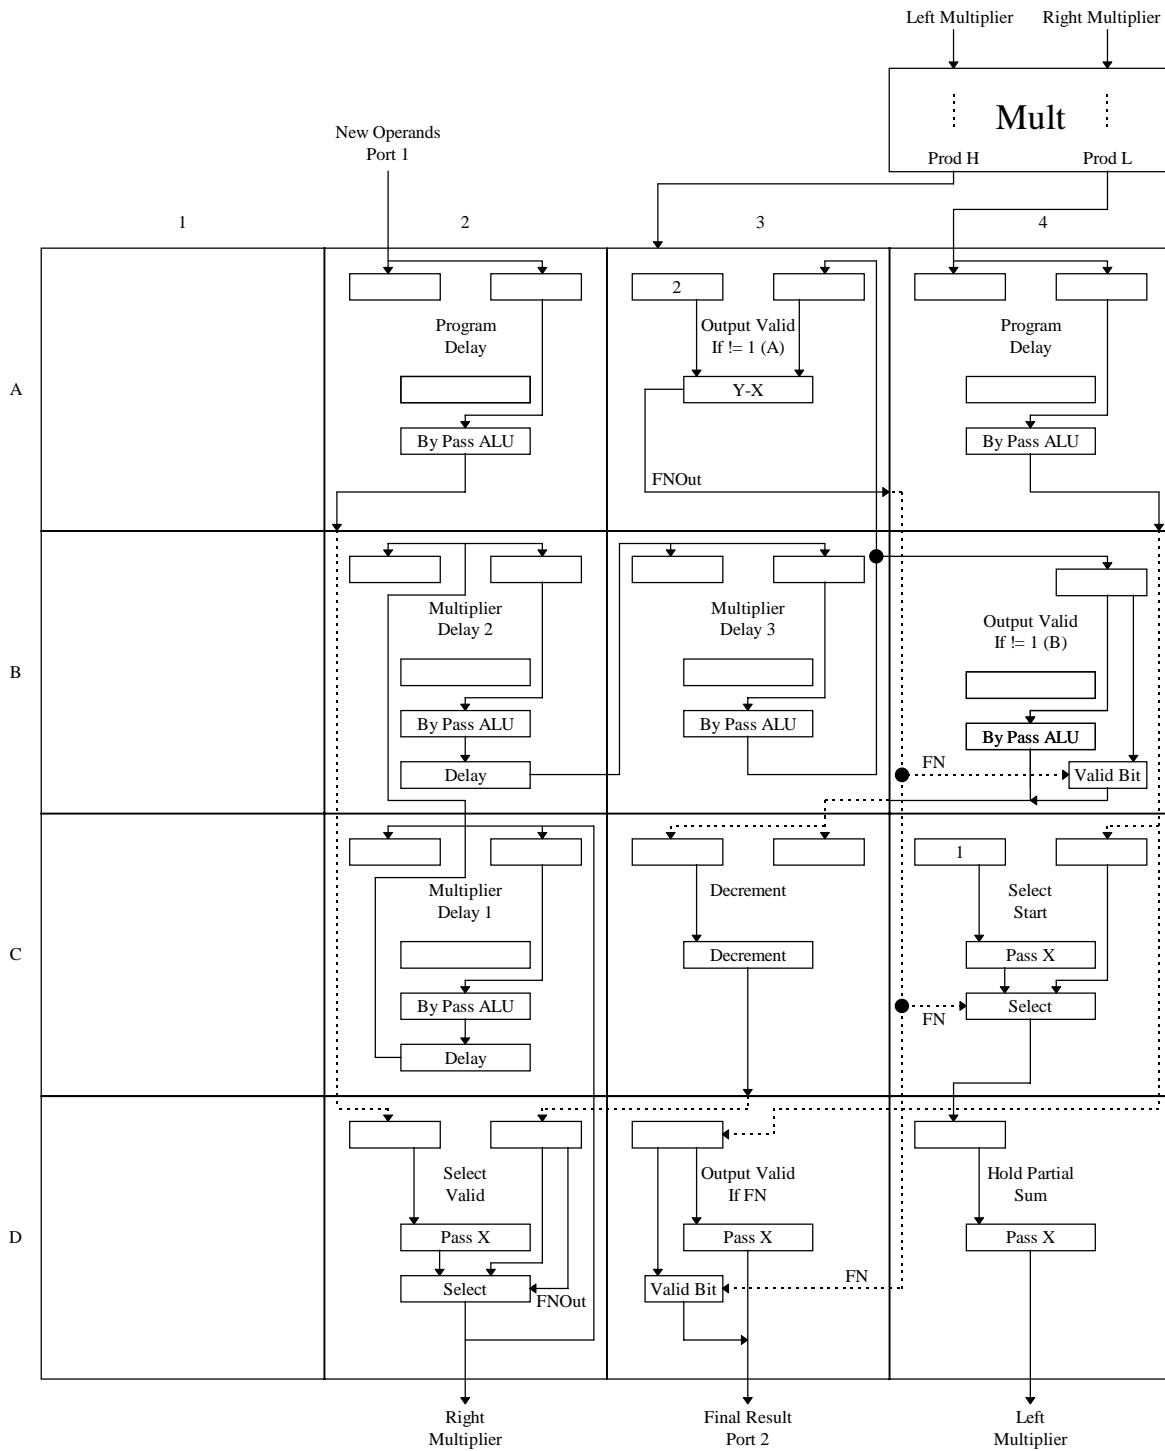 Left Multiplier
Right Multiplier
Mult
Prod H
Prod L
New Operands
Port 1
1
2
3
4
A
Program
Delay
By Pass ALU
2
Output Valid
If != 1 (A)
Y-X
FNOut
Program
Delay
By Pass ALU
B
Multiplier
Delay 2
By Pass ALU
Delay
Multiplier
Delay 3
By Pass ALU
Output Valid
If != 1 (B)
By Pass ALU
FN
Valid Bit
C
Multiplier
Delay 1
By Pass ALU
Delay
Decrement
Decrement
1
Select
Start
Pass X
Select
FN
D
Select
Valid
Pass X
Select
FNOut
Output Valid
If FN
Pass X
Valid Bit
FN
Hold Partial
Sum
Pass X
Right
Multiplier
Final Result
Port 2
Left
Multiplier